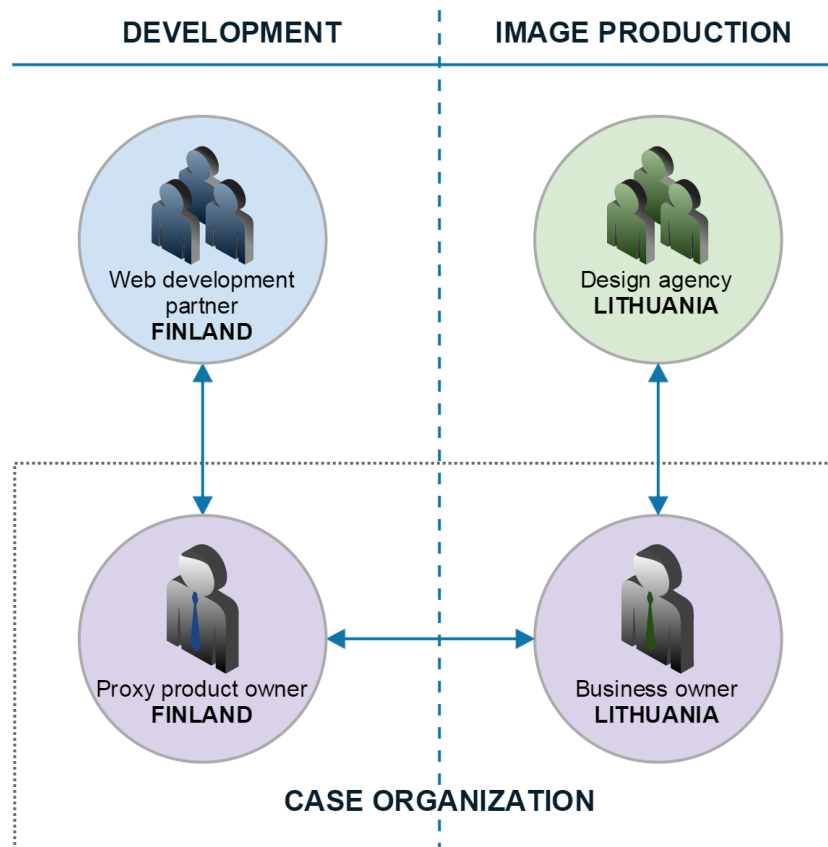 DEVELOPMENT
IMAGE PRODUCTION
Web development
partner
FINLAND
Design agency
LITHUANIA
Proxy product owner
FINLAND
Business owner
LITHUANIA
CASE ORGANIZATION